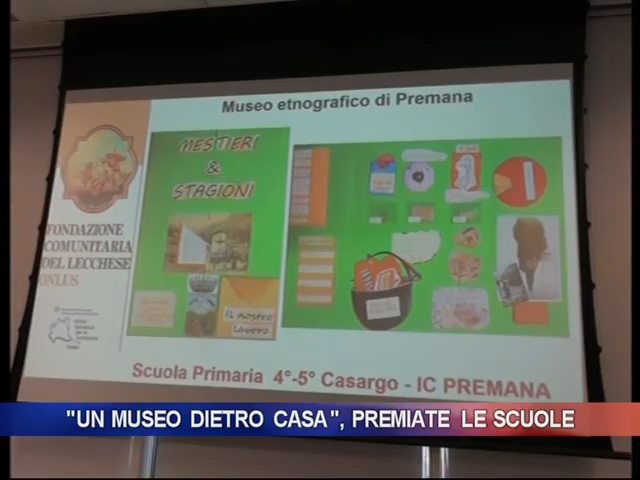 Museo etnografico di Premana
MESTIERI
&
STAGIONI
FONDAZIONE
COMUNITARIA
DEL LECCHESE
ONLUS
Il nostro
lavoro
Scuola Primaria 4°-5° Casargo - IC PREMANA
"UN MUSEO DIETRO CASA", PREMIATE LE SCUOLE